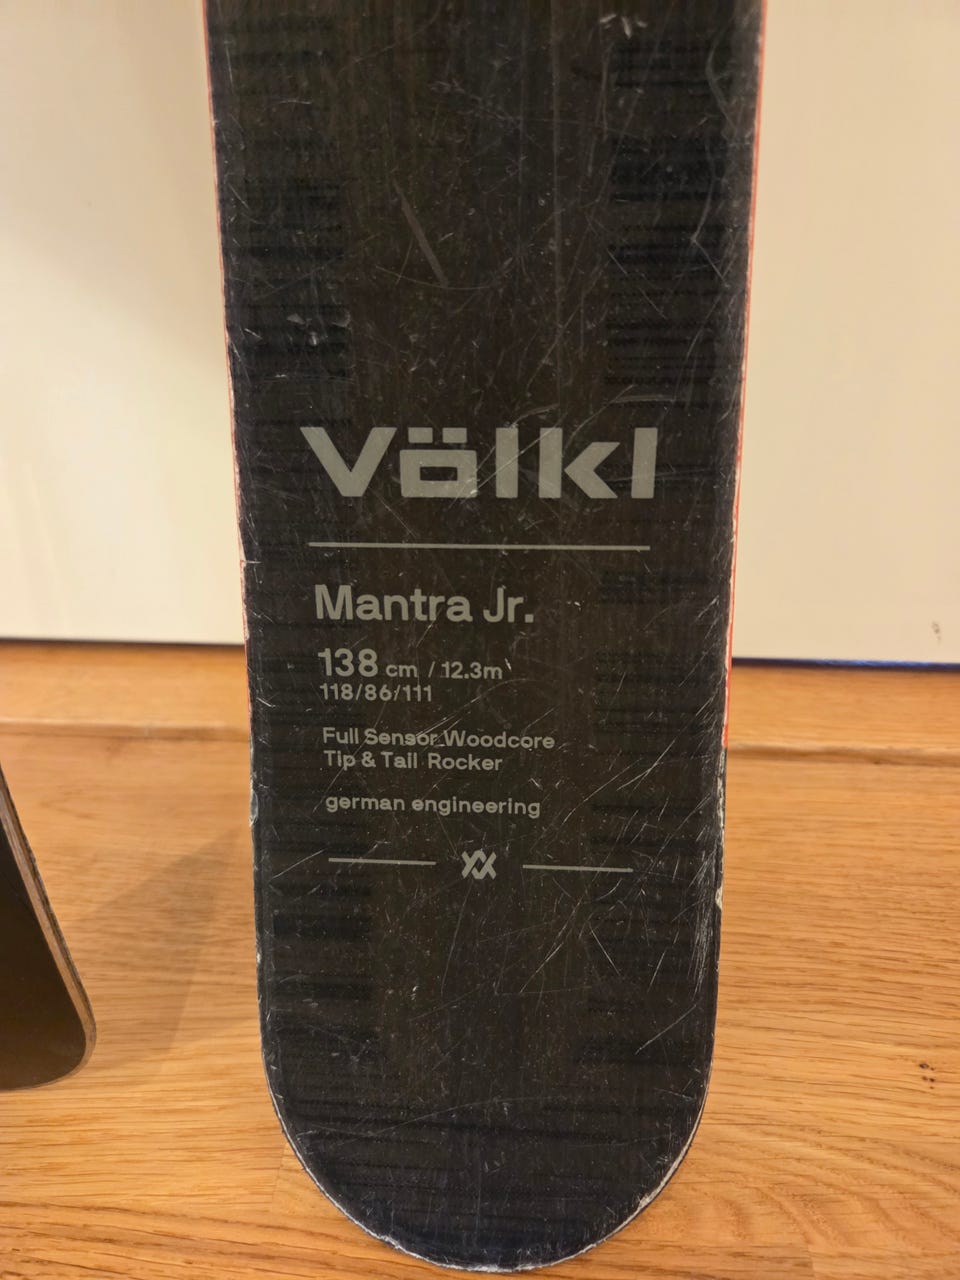 Völkl
Mantra Jr.
138 cm / 12.3m
118/86/111
Full Sensor Woodcore
Tip & Tail Rocker
german engineering